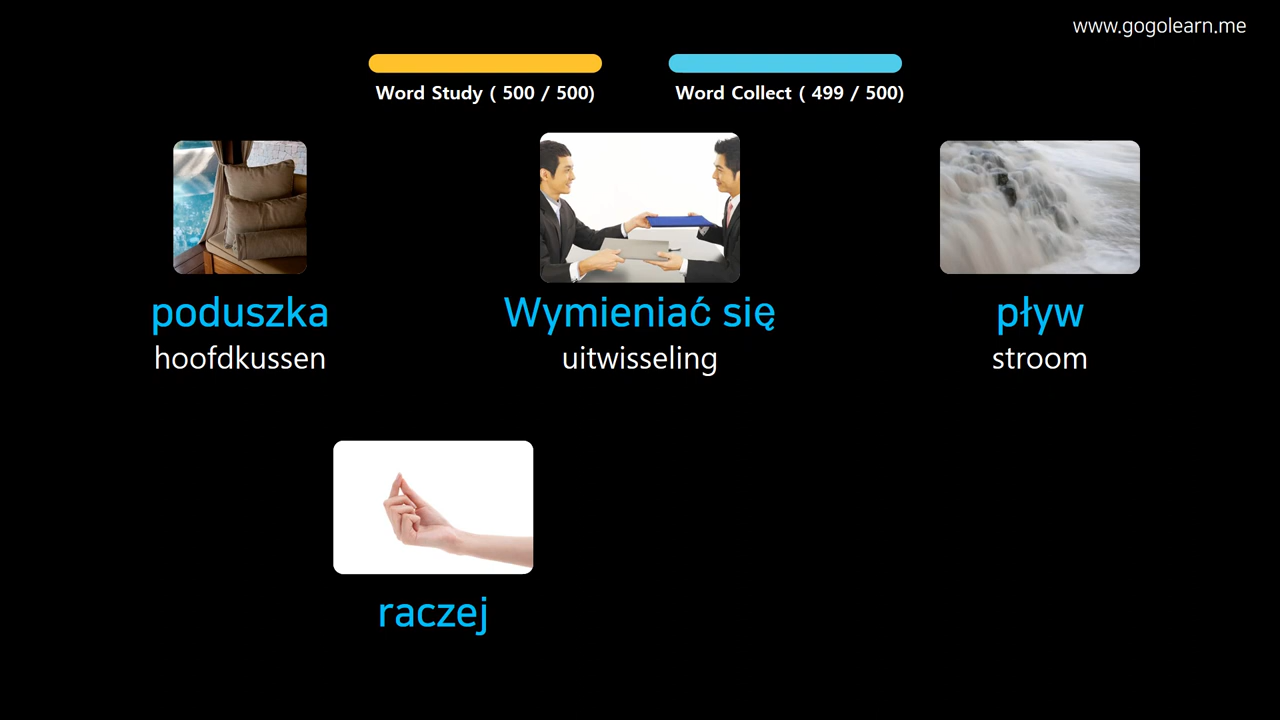 www.gogolearn.me
Word Study ( 500 / 500)
Word Collect ( 499 / 500)
poduszka
hoofdkussen
Wymieniać się
uitwisseling
pływ
stroom
raczej